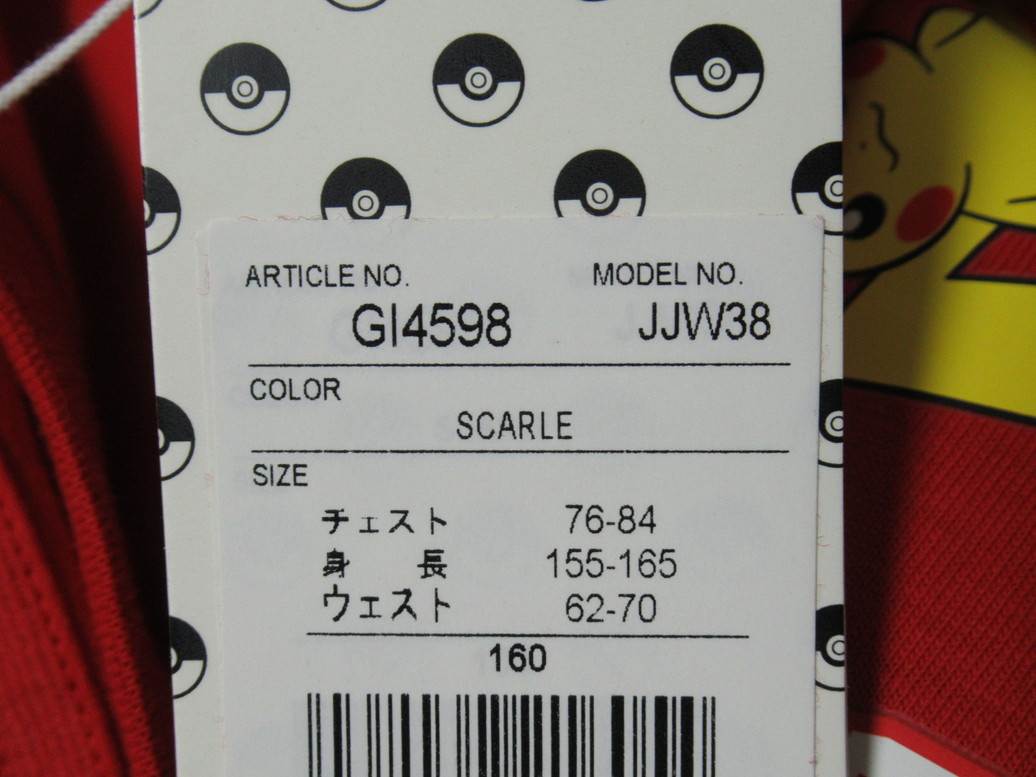 ARTICLE NO. MODEL NO.
GI4598 JJW38
COLOR
SCARLE
SIZE
チェスト 76-84
身 長 155-165
ウェスト 62-70
160